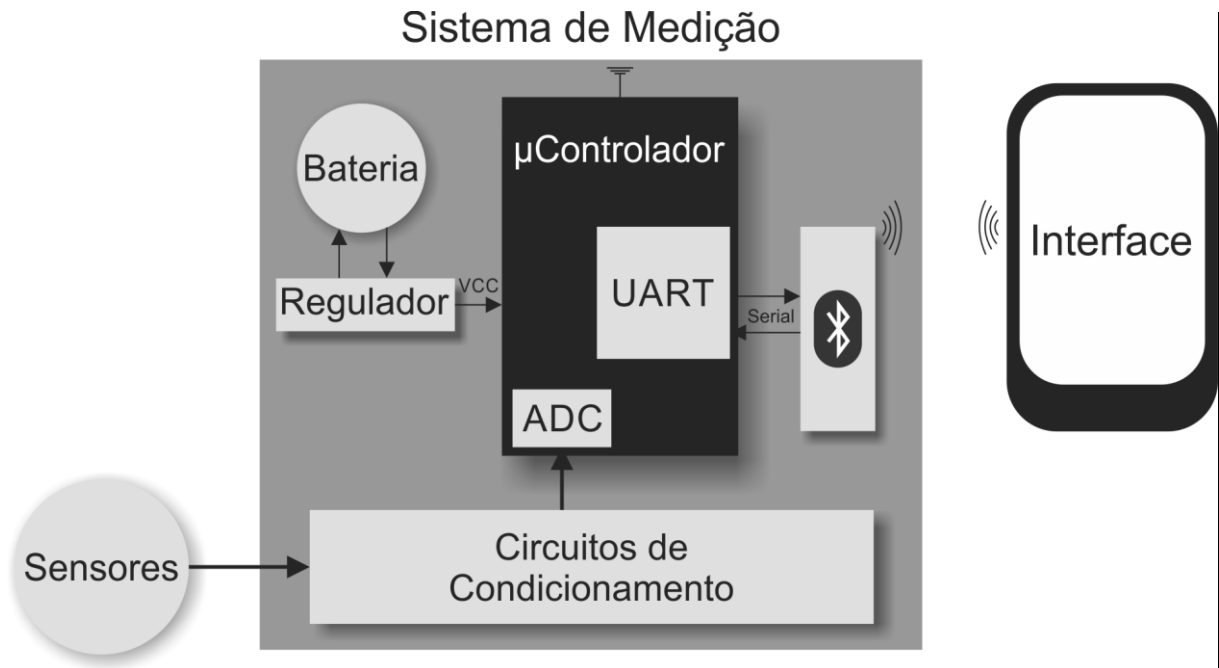 Sistema de Medição
µControlador
Bateria
Regulador
VCC
UART
Serial
Interface
ADC
Sensores
Circuitos de
Condicionamento